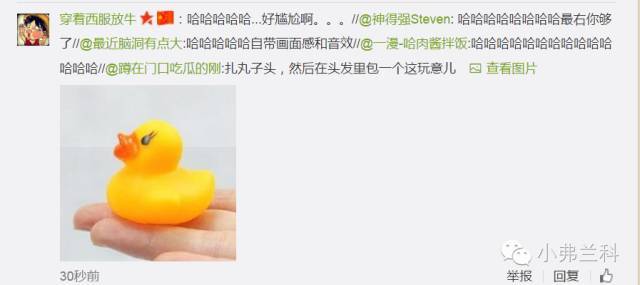 穿着西服放牛：哈哈哈哈哈...好尴尬啊。。。//@神得强Steven: 哈哈哈哈哈哈哈哈哈最右你够
了//@最近脑洞有点大:哈哈哈哈哈自带画面感和音效//@一漫-哈肉酱拌饭:哈哈哈哈哈哈哈哈哈哈哈哈
哈哈哈哈//@蹲在门口吃瓜的刚:扎丸子头，然后在头发里包一个这玩意儿 查看图片
小弗兰科
30秒前 举报 回复